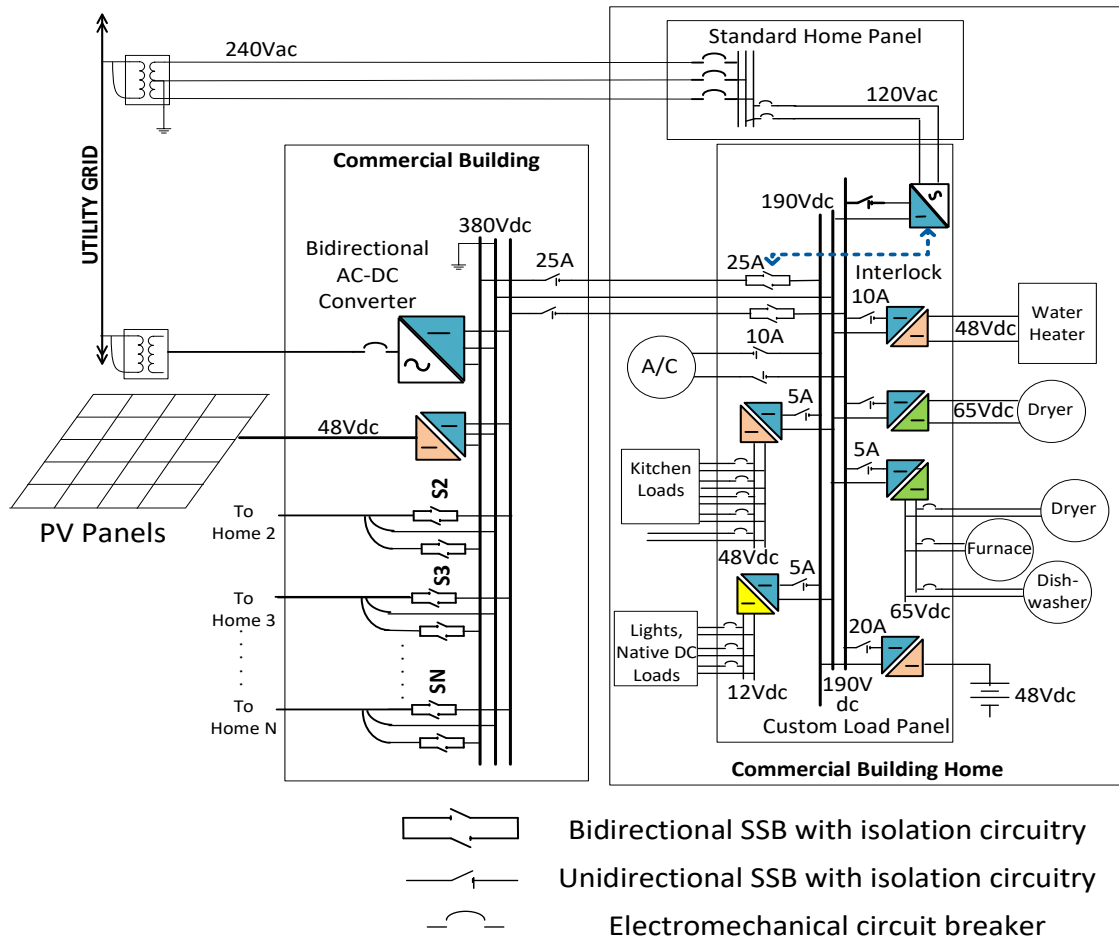 Standard Home Panel
240Vac
120Vac
UTILITY GRID
Commercial Building
380Vdc
190Vdc
Bidirectional
AC-DC
Converter
25A
25A
Interlock
10A
Water
Heater
48Vdc
10A
A/C
5A
65Vdc
Dryer
48Vdc
PV Panels
Kitchen
Loads
5A
Dryer
Furnace
Dish-
washer
S2
To
Home 2
48Vdc
65Vdc
S3
To
Home 3
5A
Lights,
Native DC
Loads
12Vdc
20A
190V
dc
48Vdc
SN
To
Home N
Custom Load Panel
Commercial Building Home
Bidirectional SSB with isolation circuitry
Unidirectional SSB with isolation circuitry
Electromechanical circuit breaker